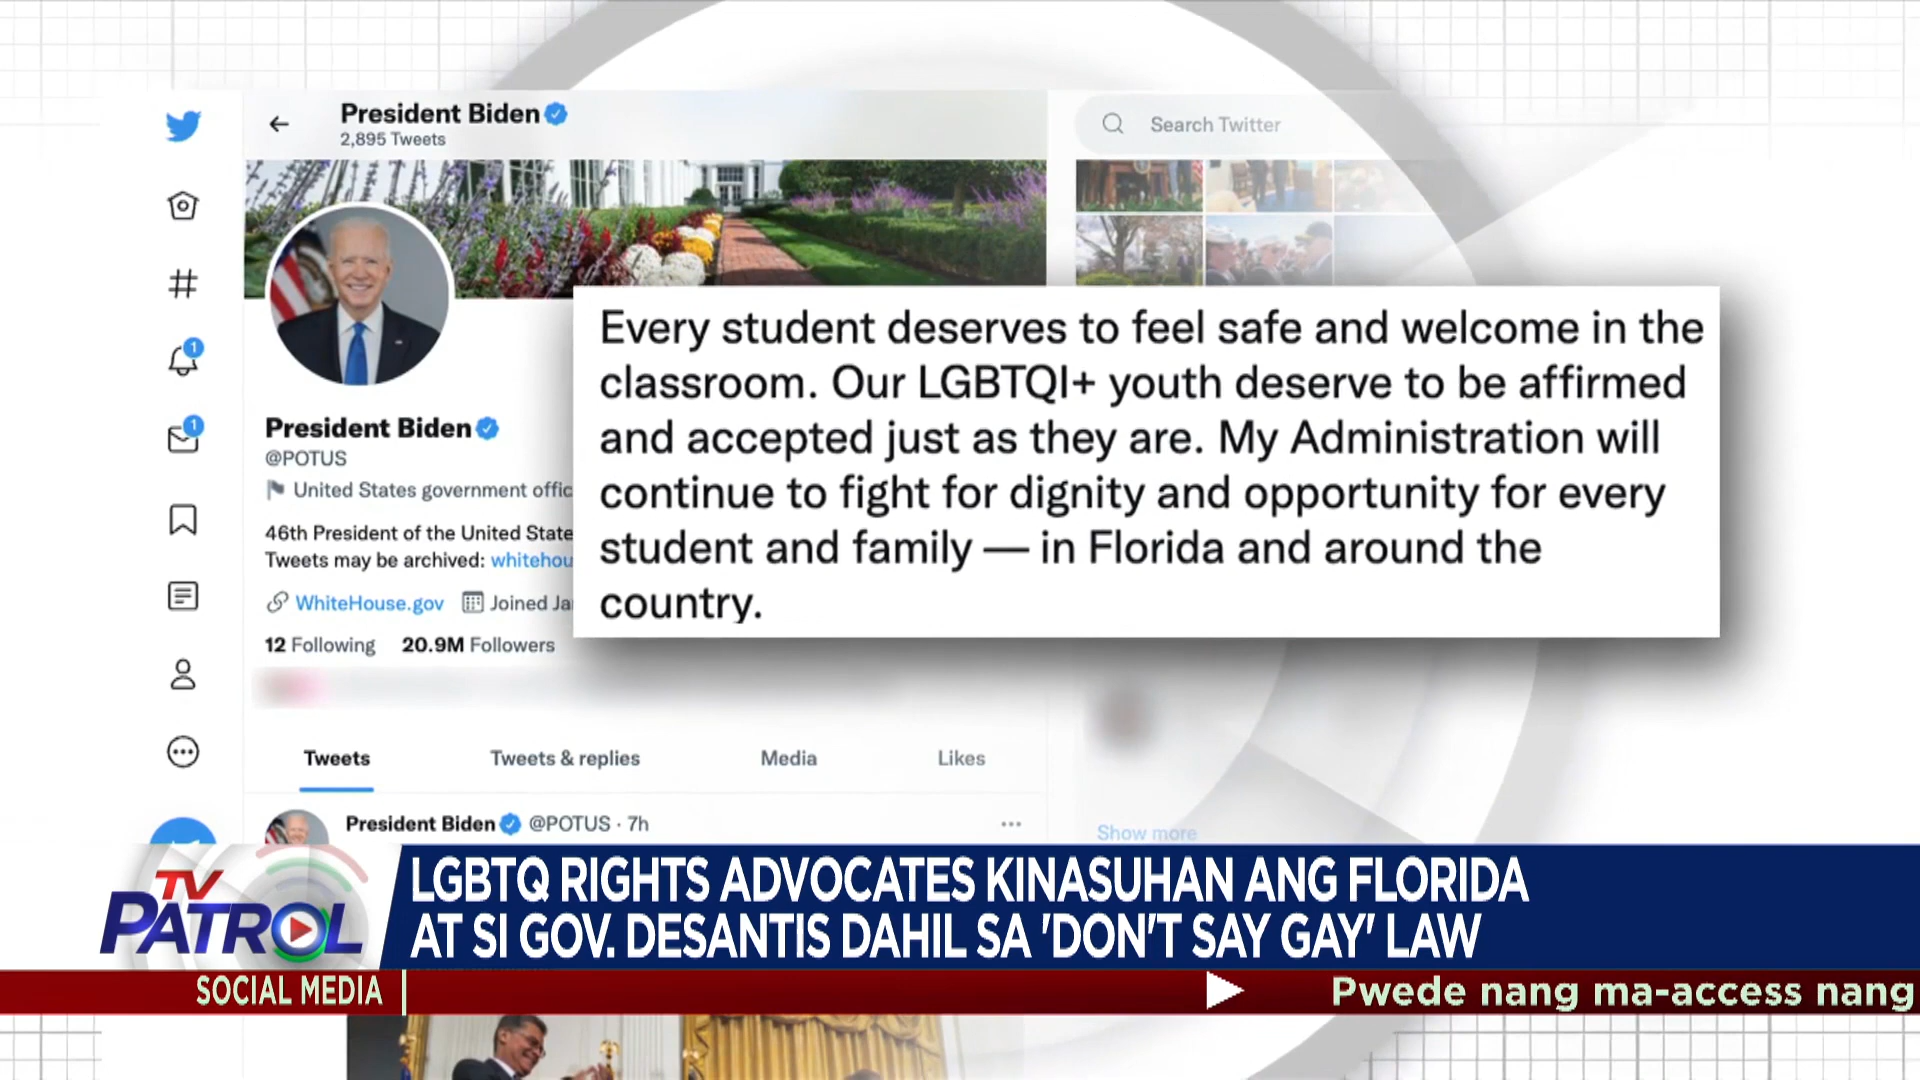 President Biden
2,895 Tweets
Search Twitter
1
1
President Biden
@POTUS
United States government offic
46th President of the United State
Tweets may be archived: whitehou
WhiteHouse.gov Joined Ja
12 Following 20.9M Followers
Every student deserves to feel safe and welcome in the
classroom. Our LGBTQI+ youth deserve to be affirmed
and accepted just as they are. My Administration will
continue to fight for dignity and opportunity for every
student and family — in Florida and around the
country.
Tweets Tweets & replies Media Likes
President Biden @POTUS · 7h
Show more
TV
PATROL
LGBTQ RIGHTS ADVOCATES KINASUHAN ANG FLORIDA
AT SI GOV. DESANTIS DAHIL SA 'DON'T SAY GAY' LAW
SOCIAL MEDIA
Pwede nang ma-access nang